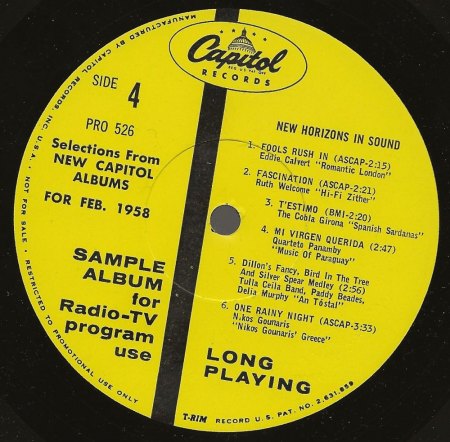 MANUFACTURED BY CAPITOL RECORDS, INC. U.S.A. • NOT FOR SALE • RESTRICTED TO PROMOTIONAL USE ONLY
Capitol
RECORDS
SIDE 4
PRO 526
Selections From
NEW CAPITOL
ALBUMS
FOR FEB. 1958
SAMPLE
ALBUM
for
Radio-TV
program
use
NEW HORIZONS IN SOUND
1. FOOLS RUSH IN (ASCAP-2:15)
Eddie Calvert "Romantic London"
2. FASCINATION (ASCAP-2:21)
Ruth Welcome "Hi-Fi Zither"
3. T'ESTIMO (BMI-2:20)
The Cobla Girona "Spanish Sardanas"
4. MI VIRGEN QUERIDA (2:47)
Quarteto Panamby
"Music Of Paraguay"
5. Dillon's Fancy, Bird In The Tree
And Silver Spear Medley (2:56)
Tulla Ceila Band, Paddy Beades,
Delia Murphy "An Tóstal"
6. ONE RAINY NIGHT (ASCAP-3:33)
Nikos Gounaris
"Nikos Gounaris' Greece"
LONG
PLAYING
T-RIM RECORD U.S. PAT. NO. 2,631,859